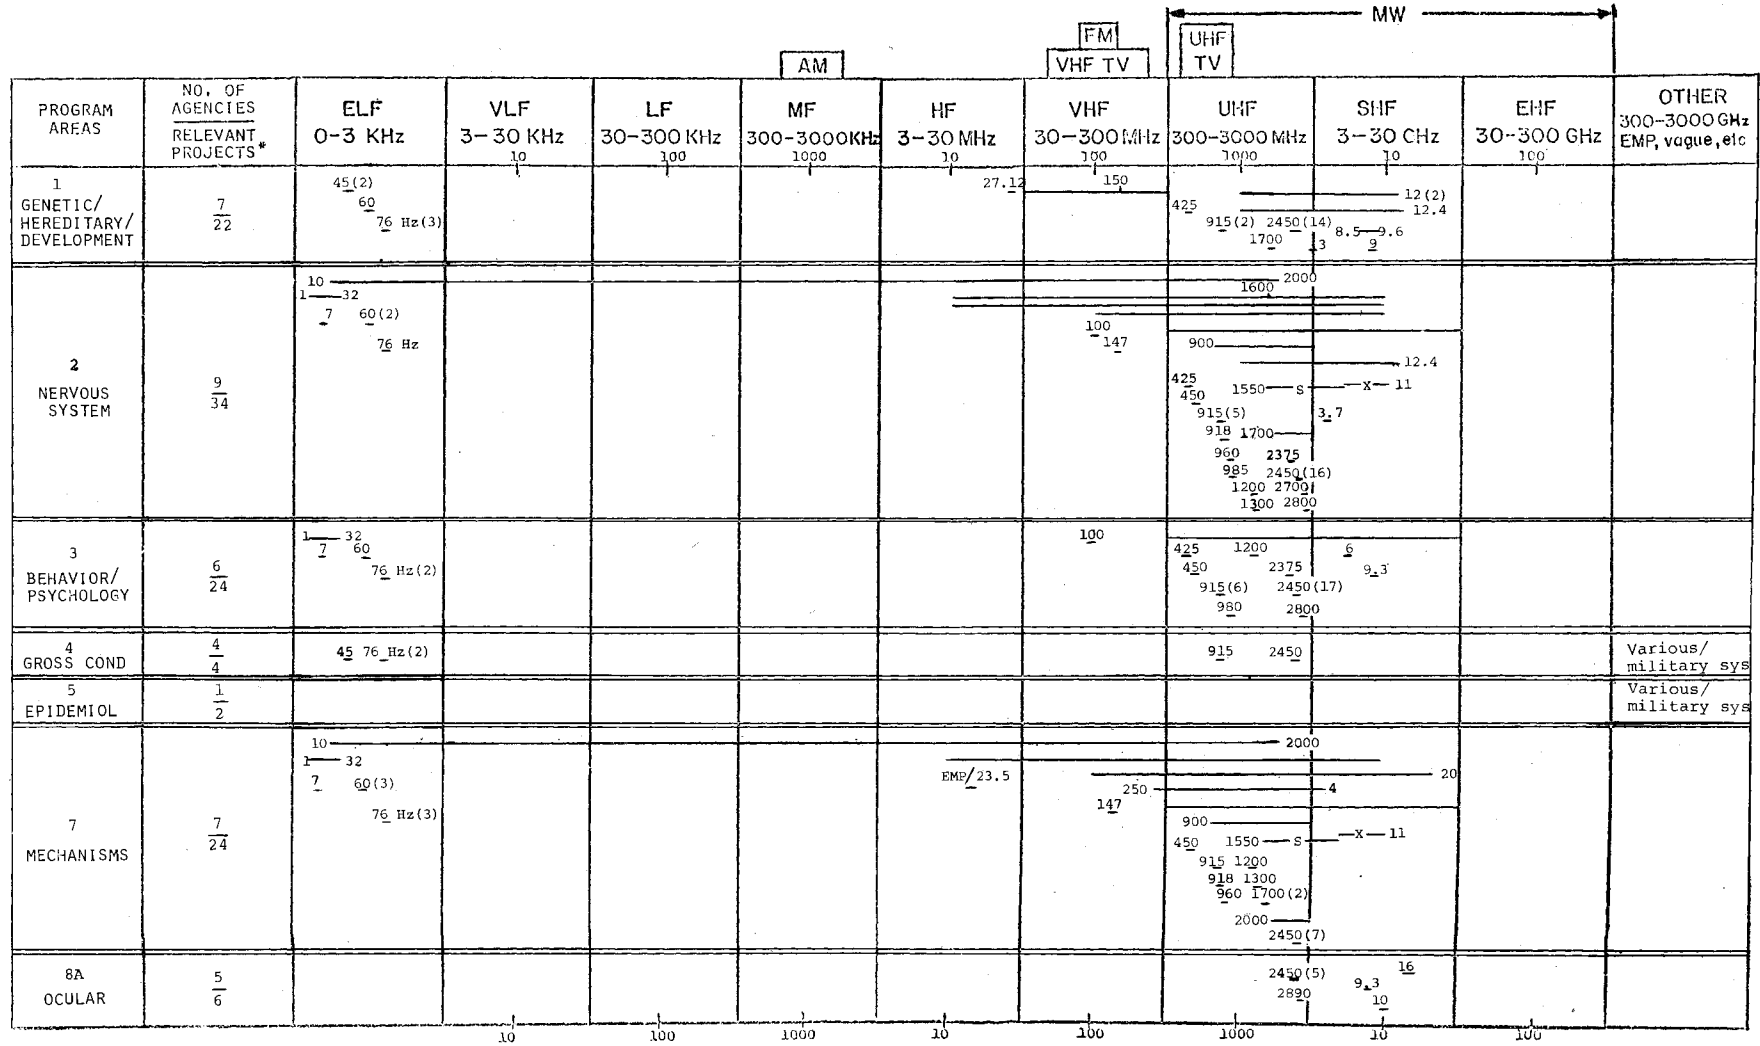 MW
FM
UHF
AM
VHF TV
TV
PROGRAM
AREAS
NO. OF
AGENCIES
RELEVANT
PROJECTS*
ELF
0-3 KHz
VLF
3-30 KHz
10
LF
30-300 KHz
100
MF
300-3000KHz
1000
HF
3-30 MHz
10
VHF
30-300 MHz
100
UHF
300-3000 MHz
1000
SHF
3-30 GHz
10
EHF
30-300 GHz
100
OTHER
300-3000 GHz
EMP, vague, etc
1
GENETIC/
HEREDITARY/
DEVELOPMENT
7
22
45(2)
60
76 Hz(3)
27.12
150
425
915(2) 2450(14)
1700
3
12(2)
12.4
8.5 9.6
9
2
NERVOUS
SYSTEM
9
34
10 2000
1 32
7 60(2)
76 Hz
1600
100
147
900
12.4
425
1550 S X 11
450
915(5)
3.7
918 1700
960 2375
985 2450(16)
1200 2700
1300 2800
3
BEHAVIOR/
PSYCHOLOGY
6
24
1 32
7 60
76 Hz(2)
100
425 1200 6
450 2375 9.3
915(6) 2450(17)
980 2800
4
GROSS COND
4
4
45 76 Hz(2)
915 2450
Various/
military sys
5
EPIDEMIOL
1
2
Various/
military sys
7
MECHANISMS
7
24
10 2000
1 32
7 60(3)
76 Hz(3)
EMP/23.5
20
250 4
147
900
450 1550 S X 11
915 1200
918 1300
960 1700(2)
2000
2450(7)
8A
OCULAR
5
6
2450(5)
2890
16
9.3
10
10 100 1000 10 100 1000 10 100